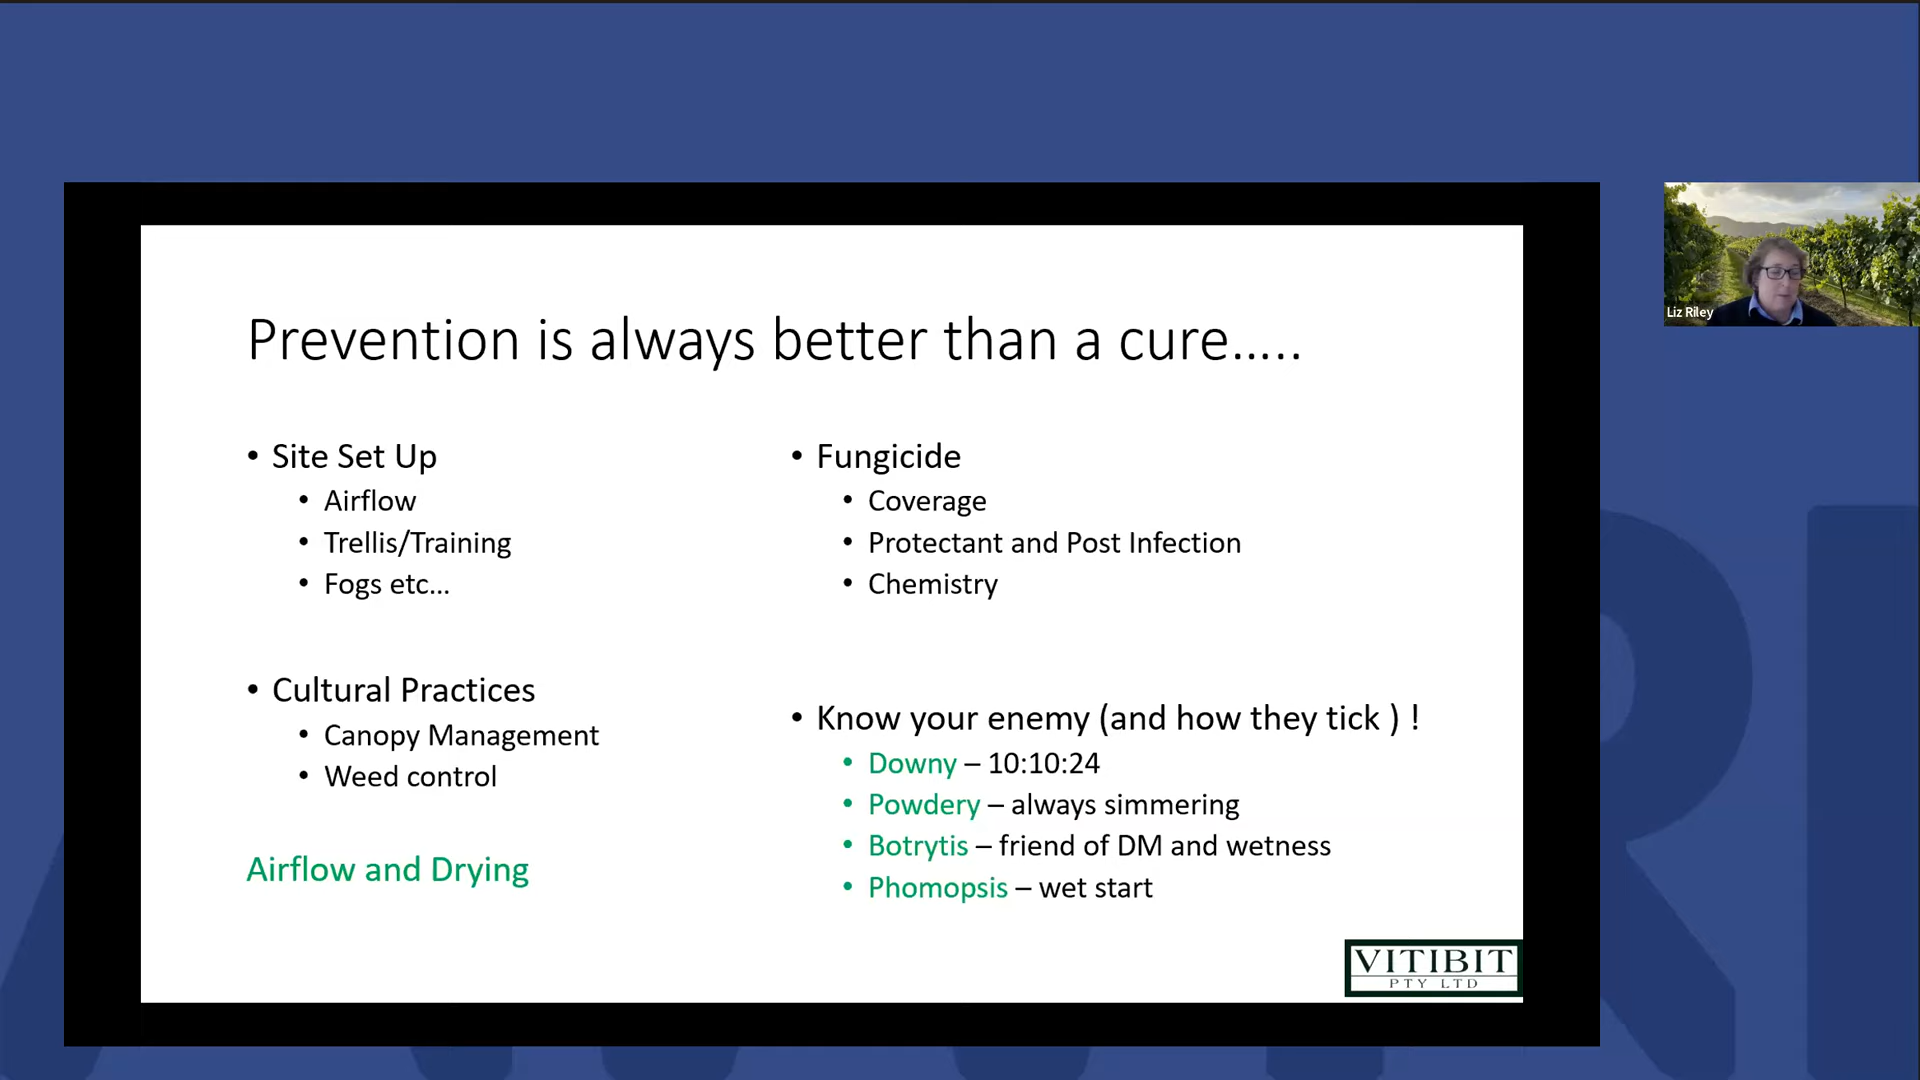 Prevention is always better than a cure.....
• Site Set Up
• Airflow
• Trellis/Training
• Fogs etc...
• Cultural Practices
• Canopy Management
• Weed control
Airflow and Drying
• Fungicide
• Coverage
• Protectant and Post Infection
• Chemistry
• Know your enemy (and how they tick ) !
• Downy – 10:10:24
• Powdery – always simmering
• Botrytis – friend of DM and wetness
• Phomopsis – wet start
VITIBIT
PTY LTD
Liz Riley